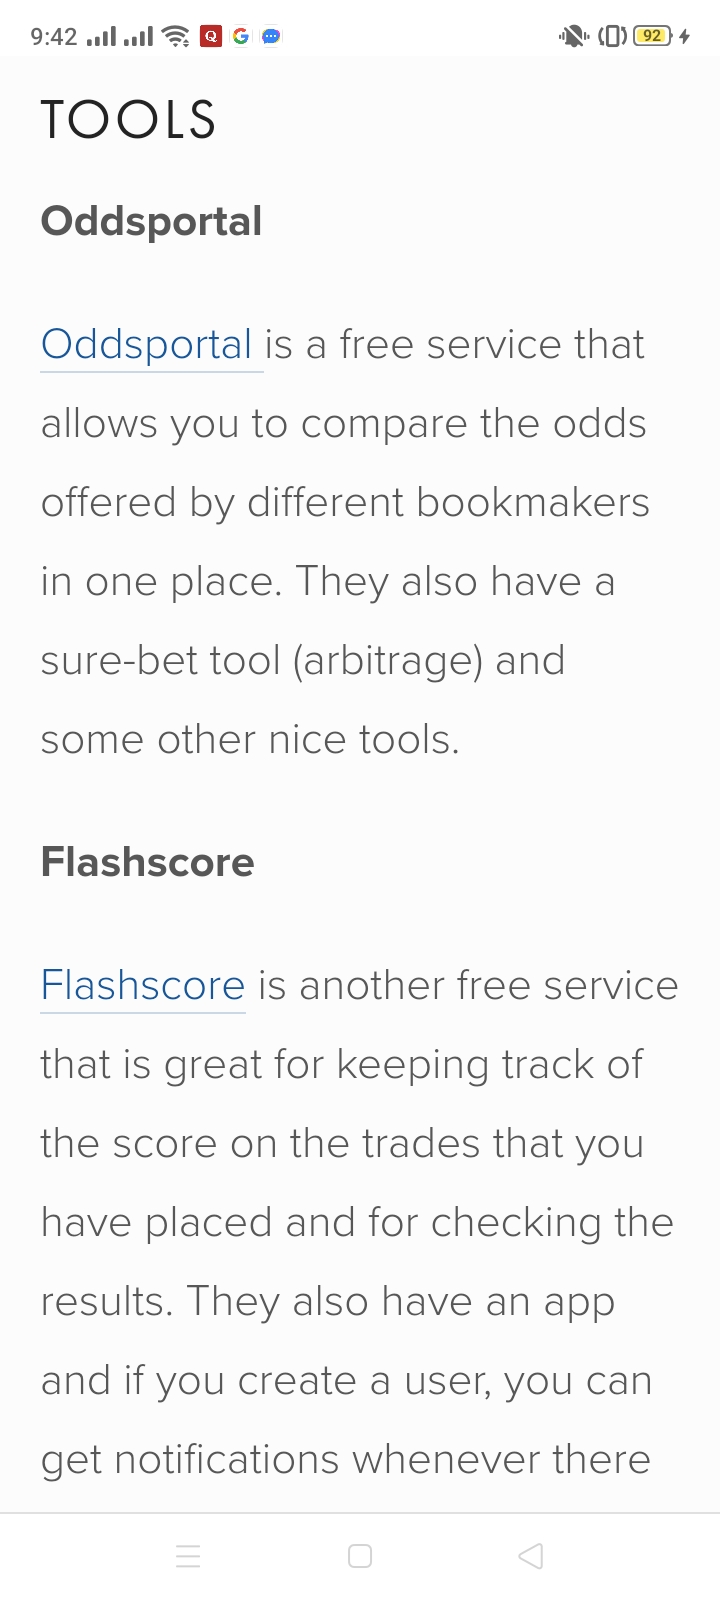 9:42
Q
G
92
TOOLS
Oddsportal
Oddsportal is a free service that
allows you to compare the odds
offered by different bookmakers
in one place. They also have a
sure-bet tool (arbitrage) and
some other nice tools.
Flashscore
Flashscore is another free service
that is great for keeping track of
the score on the trades that you
have placed and for checking the
results. They also have an app
and if you create a user, you can
get notifications whenever there